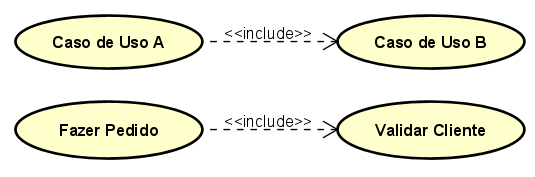 Caso de Uso A <<include>> Caso de Uso B
Fazer Pedido <<include>> Validar Cliente